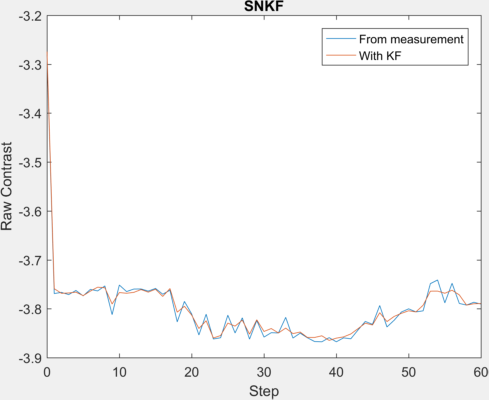 SNKF
-3.2
From measurement
With KF
-3.3
-3.4
-3.5
-3.6
-3.7
-3.8
-3.9
Raw Contrast
0 10 20 30 40 50 60
Step